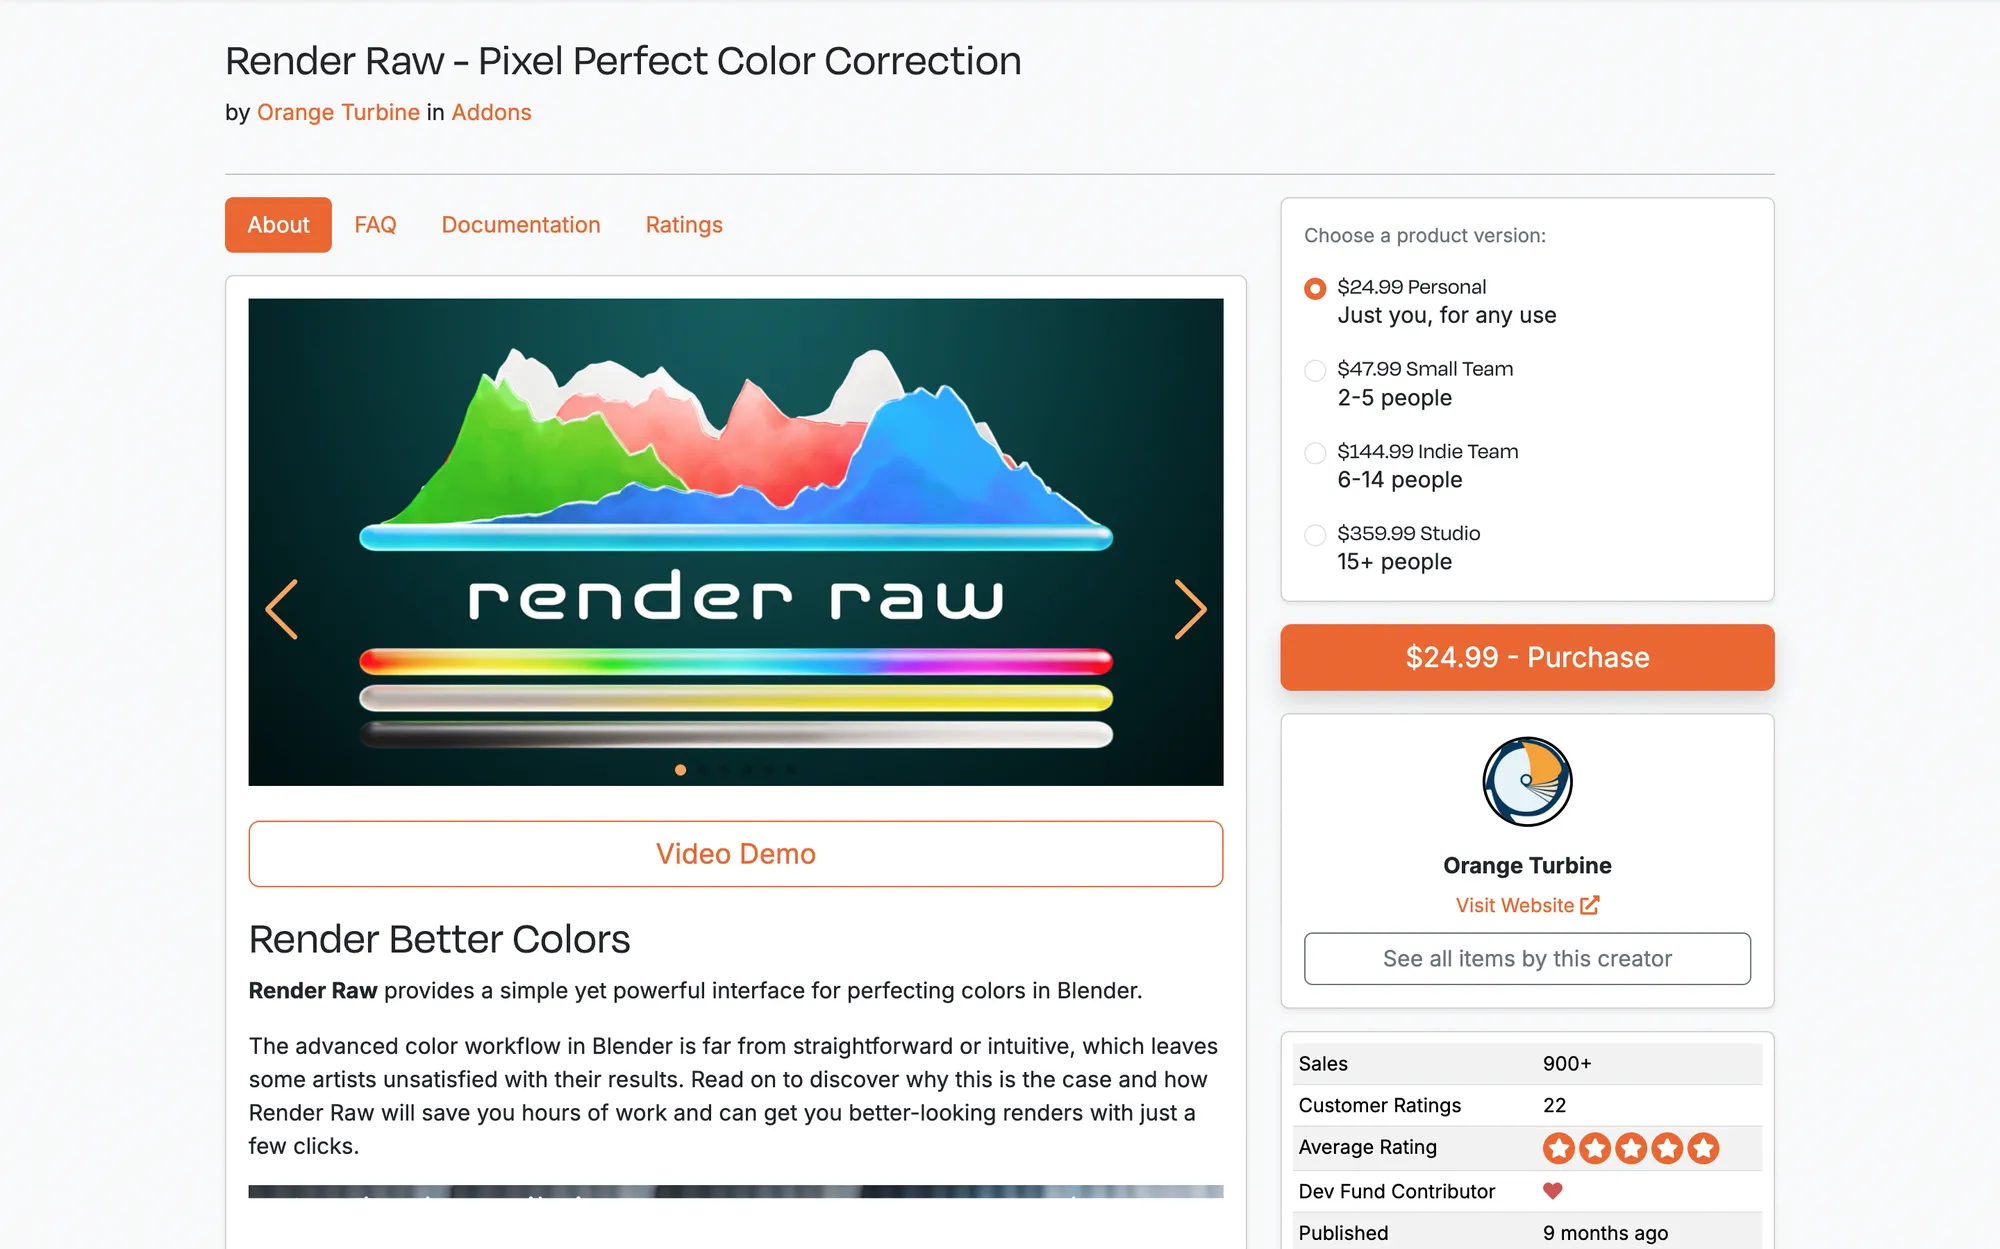 Render Raw - Pixel Perfect Color Correction
by Orange Turbine in Addons
About
FAQ
Documentation
Ratings
render raw
Video Demo
Render Better Colors
Render Raw provides a simple yet powerful interface for perfecting colors in Blender.
The advanced color workflow in Blender is far from straightforward or intuitive, which leaves
some artists unsatisfied with their results. Read on to discover why this is the case and how
Render Raw will save you hours of work and can get you better-looking renders with just a
few clicks.
Choose a product version:
$24.99 Personal
Just you, for any use
$47.99 Small Team
2-5 people
$144.99 Indie Team
6-14 people
$359.99 Studio
15+ people
$24.99 - Purchase
Orange Turbine
Visit Website
See all items by this creator
Sales 900+
Customer Ratings 22
Average Rating
Dev Fund Contributor
Published 9 months ago